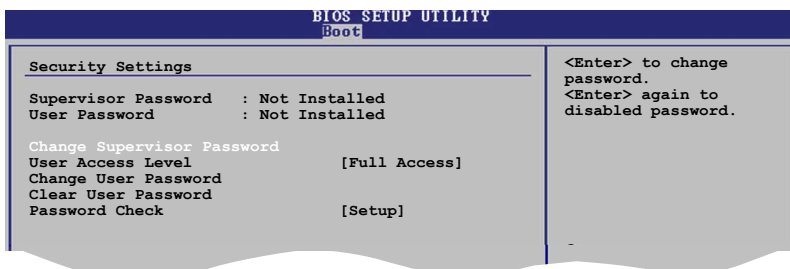 BIOS SETUP UTILITY
Boot
Security Settings
Supervisor Password : Not Installed
User Password : Not Installed
Change Supervisor Password
User Access Level [Full Access]
Change User Password
Clear User Password
Password Check [Setup]
<Enter> to change
password.
<Enter> again to
disabled password.